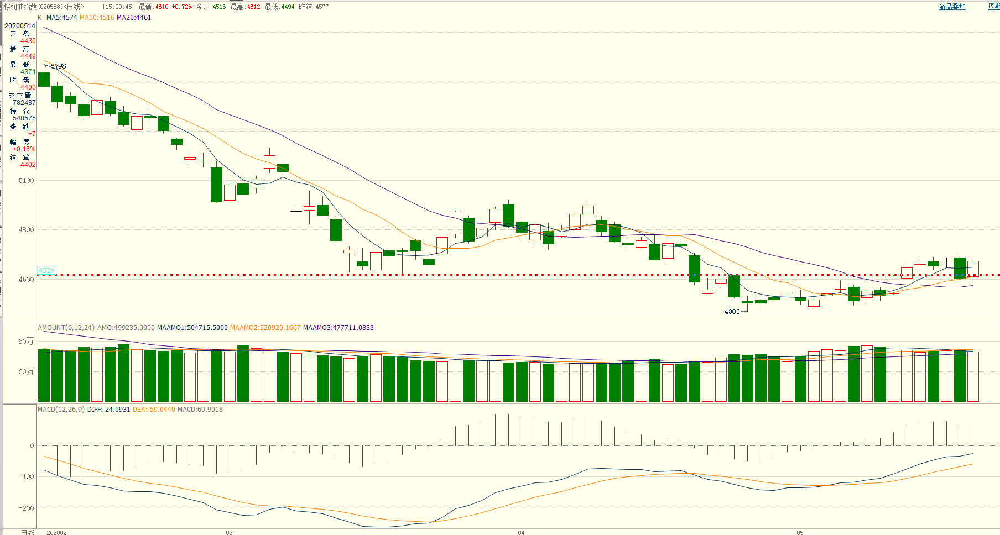 棕榈油指数(020588)<日线> [15:00:45] 最新:4610 +0.72% 今开:4516 最高:4612 最低:4494 昨结:4577 商品叠加 周期
K MA5:4574 MA10:4516 MA20:4461
20200514
开 盘
4430
最 高
4449
最 低
4371
收 盘
4400
成交量
782487
持 仓
548575
涨 跌
+7
幅 度
+0.16%
结 算
4402
5798
5100
4800
4524
4500
4303
AMOUNT(6,12,24) AMO:499235.0000 MAAMO1:504715.5000 MAAMO2:520920.1667 MAAMO3:477711.0833
60万
30万
MACD(12,26,9) DIFF:-24.0931 DEA:-59.0440 MACD:69.9018
0
-100
-200
日线 202002 03 04 05